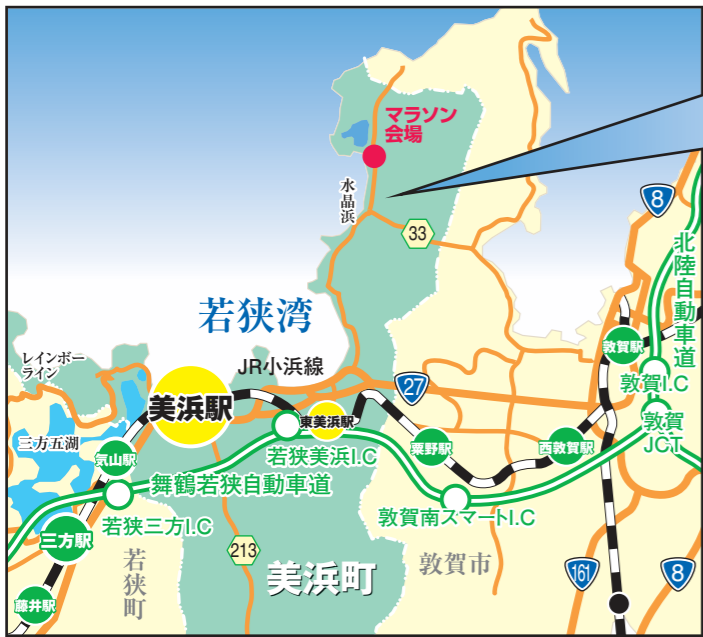 マラソン
会場
水晶浜
33
8
北陸自動車道
若狭湾
レインボー
ライン
JR小浜線
敦賀駅
27
敦賀I.C
美浜駅
東美浜駅
敦賀
JCT
三方五湖
気山駅
若狭美浜I.C
粟野駅
西敦賀駅
舞鶴若狭自動車道
若狭三方I.C
敦賀南スマートI.C
三方駅
若狭町
213
美浜町
敦賀市
161
8
藤井駅